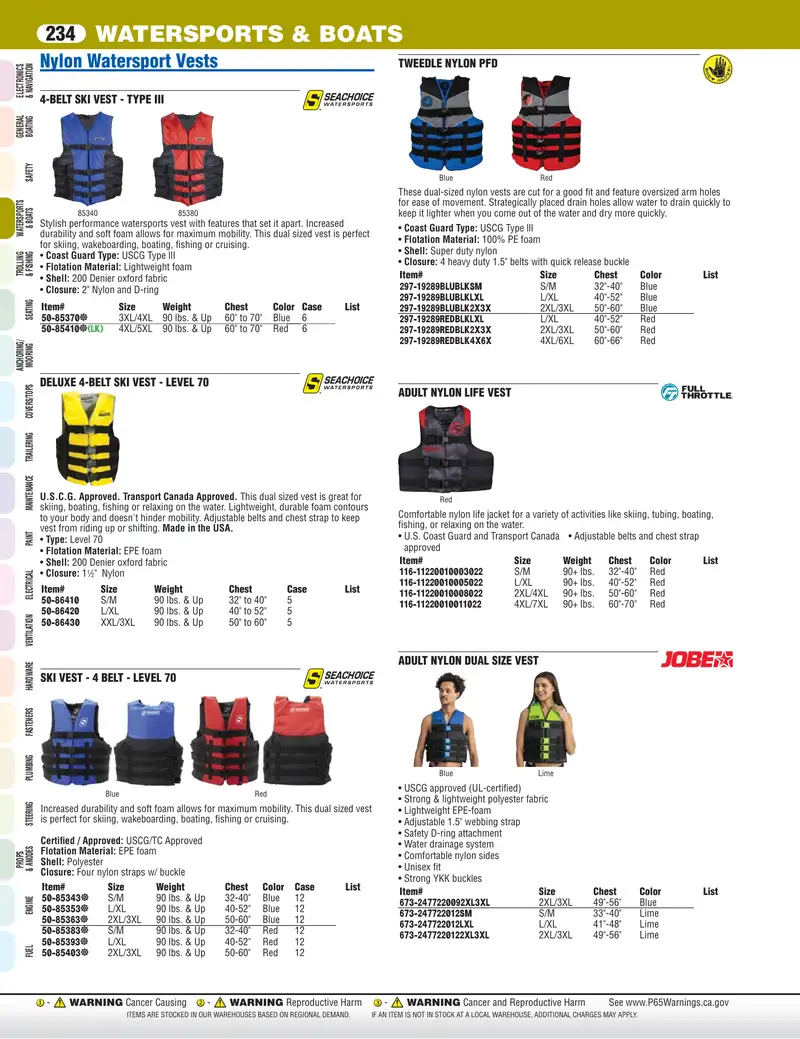 234 WATERSPORTS & BOATS
ELECTRONICS
& NAVIGATION
GENERAL
BOATING
SAFETY
WATERSPORTS
& BOATS
TROLLING
& FISHING
SEATING
ANCHORING/
MOORING
COVERS/TOPS
TRAILERING
MAINTENANCE
PAINT
ELECTRICAL
VENTILATION
HARDWARE
FASTENERS
PLUMBING
STEERING
PROPS
& ANODES
ENGINE
FUEL
Nylon Watersport Vests
4-BELT SKI VEST - TYPE III
S SEACHOICE
WATERSPORTS
85340 85380
Stylish performance watersports vest with features that set it apart. Increased
durability and soft foam allows for maximum mobility. This dual sized vest is perfect
for skiing, wakeboarding, boating, fishing or cruising.
• Coast Guard Type: USCG Type III
• Flotation Material: Lightweight foam
• Shell: 200 Denier oxford fabric
• Closure: 2" Nylon and D-ring
Item# Size Weight Chest Color Case List
50-85370 3XL/4XL 90 lbs. & Up 60" to 70" Blue 6
50-85410 (LK) 4XL/5XL 90 lbs. & Up 60" to 70" Red 6
DELUXE 4-BELT SKI VEST - LEVEL 70
S SEACHOICE
WATERSPORTS
U.S.C.G. Approved. Transport Canada Approved. This dual sized vest is great for
skiing, boating, fishing or relaxing on the water. Lightweight, durable foam contours
to your body and doesn't hinder mobility. Adjustable belts and chest strap to keep
vest from riding up or shifting. Made in the USA.
• Type: Level 70
• Flotation Material: EPE foam
• Shell: 200 Denier oxford fabric
• Closure: 1½" Nylon
Item# Size Weight Chest Case List
50-86410 S/M 90 lbs. & Up 32" to 40" 5
50-86420 L/XL 90 lbs. & Up 40" to 52" 5
50-86430 XXL/3XL 90 lbs. & Up 50" to 60" 5
SKI VEST - 4 BELT - LEVEL 70
S SEACHOICE
WATERSPORTS
Blue Red
Increased durability and soft foam allows for maximum mobility. This dual sized vest
is perfect for skiing, wakeboarding, boating, fishing or cruising.
Certified / Approved: USCG/TC Approved
Flotation Material: EPE foam
Shell: Polyester
Closure: Four nylon straps w/ buckle
Item# Size Weight Chest Color Case List
50-85343 S/M 90 lbs. & Up 32-40" Blue 12
50-85353 L/XL 90 lbs. & Up 40-52" Blue 12
50-85363 2XL/3XL 90 lbs. & Up 50-60" Blue 12
50-85383 S/M 90 lbs. & Up 32-40" Red 12
50-85393 L/XL 90 lbs. & Up 40-52" Red 12
50-85403 2XL/3XL 90 lbs. & Up 50-60" Red 12
TWEEDLE NYLON PFD
Blue Red
These dual-sized nylon vests are cut for a good fit and feature oversized arm holes
for ease of movement. Strategically placed drain holes allow water to drain quickly to
keep it lighter when you come out of the water and dry more quickly.
• Coast Guard Type: USCG Type III
• Flotation Material: 100% PE foam
• Shell: Super duty nylon
• Closure: 4 heavy duty 1.5" belts with quick release buckle
Item# Size Chest Color List
297-19289BLUBLKSM S/M 32"-40" Blue
297-19289BLUBLKLXL L/XL 40"-52" Blue
297-19289BLUBLK2X3X 2XL/3XL 50"-60" Blue
297-19289REDBLKLXL L/XL 40"-52" Red
297-19289REDBLK2X3X 2XL/3XL 50"-60" Red
297-19289REDBLK4X6X 4XL/6XL 60"-66" Red
ADULT NYLON LIFE VEST
FULL
THROTTLE
Red
Comfortable nylon life jacket for a variety of activities like skiing, tubing, boating,
fishing, or relaxing on the water.
• U.S. Coast Guard and Transport Canada • Adjustable belts and chest strap
approved
Item# Size Weight Chest Color List
116-11220010003022 S/M 90+ lbs. 32"-40" Red
116-11220010005022 L/XL 90+ lbs. 40"-52" Red
116-11220010008022 2XL/4XL 90+ lbs. 50"-60" Red
116-11220010011022 4XL/7XL 90+ lbs. 60"-70" Red
ADULT NYLON DUAL SIZE VEST
JOBE
Blue Lime
• USCG approved (UL-certified)
• Strong & lightweight polyester fabric
• Lightweight EPE-foam
• Adjustable 1.5" webbing strap
• Safety D-ring attachment
• Water drainage system
• Comfortable nylon sides
• Unisex fit
• Strong YKK buckles
Item# Size Chest Color List
673-2477220092XL3XL 2XL/3XL 49"-56" Blue
673-247722012SM S/M 33"-40" Lime
673-247722012LXL L/XL 41"-48" Lime
673-2477220122XL3XL 2XL/3XL 49"-56" Lime
1 - WARNING Cancer Causing 2 - WARNING Reproductive Harm 3 - WARNING Cancer and Reproductive Harm See www.P65Warnings.ca.gov
ITEMS ARE STOCKED IN OUR WAREHOUSES BASED ON REGIONAL DEMAND. IF AN ITEM IS NOT IN STOCK AT A LOCAL WAREHOUSE, ADDITIONAL CHARGES MAY APPLY.